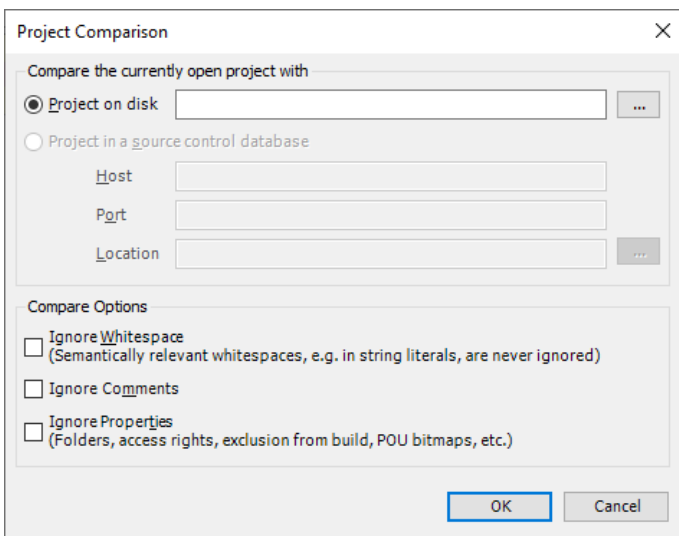 Project Comparison
Compare the currently open project with
Project on disk
...
Project in a source control database
Host
Port
Location
...
Compare Options
Ignore Whitespace
(Semantically relevant whitespaces, e.g. in string literals, are never ignored)
Ignore Comments
Ignore Properties
(Folders, access rights, exclusion from build, POU bitmaps, etc.)
OK
Cancel